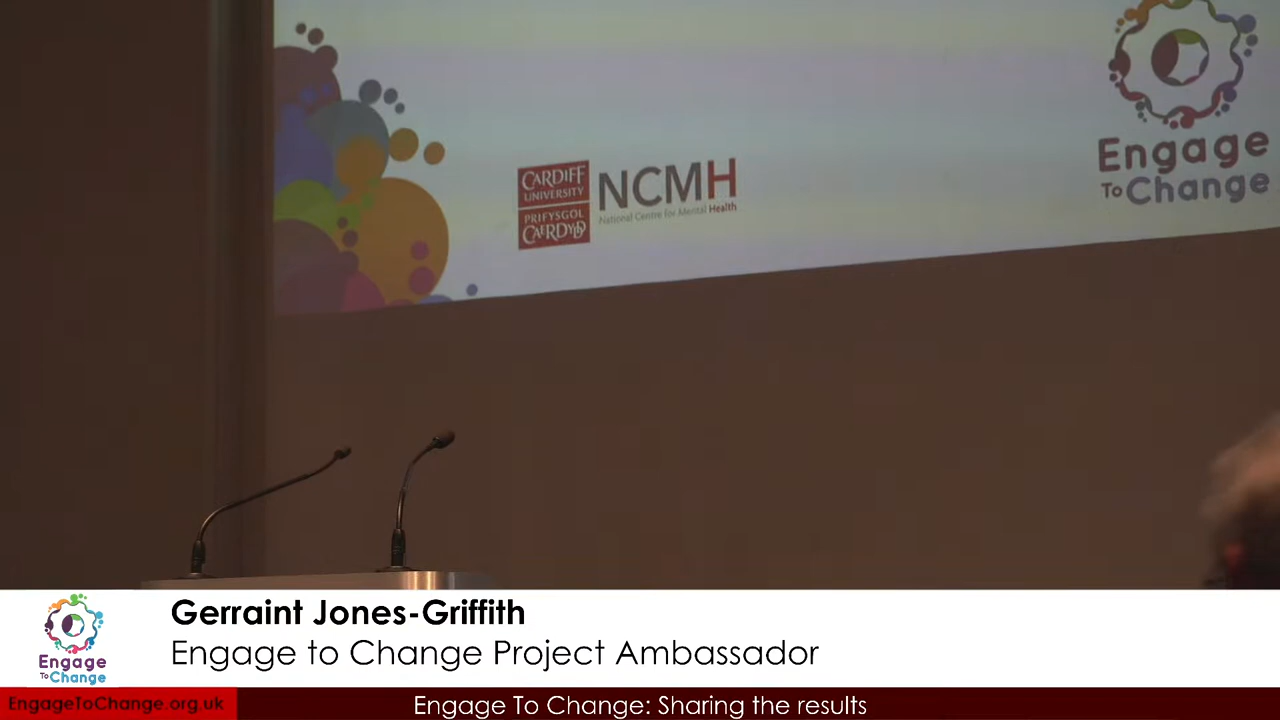 CARDIFF
UNIVERSITY
PRIFYSGOL
CAERDYDD
NCMH
National Centre for Mental Health
Engage
To Change
Gerraint Jones-Griffith
Engage to Change Project Ambassador
Engage
To Change
EngageToChange.org.uk
Engage To Change: Sharing the results